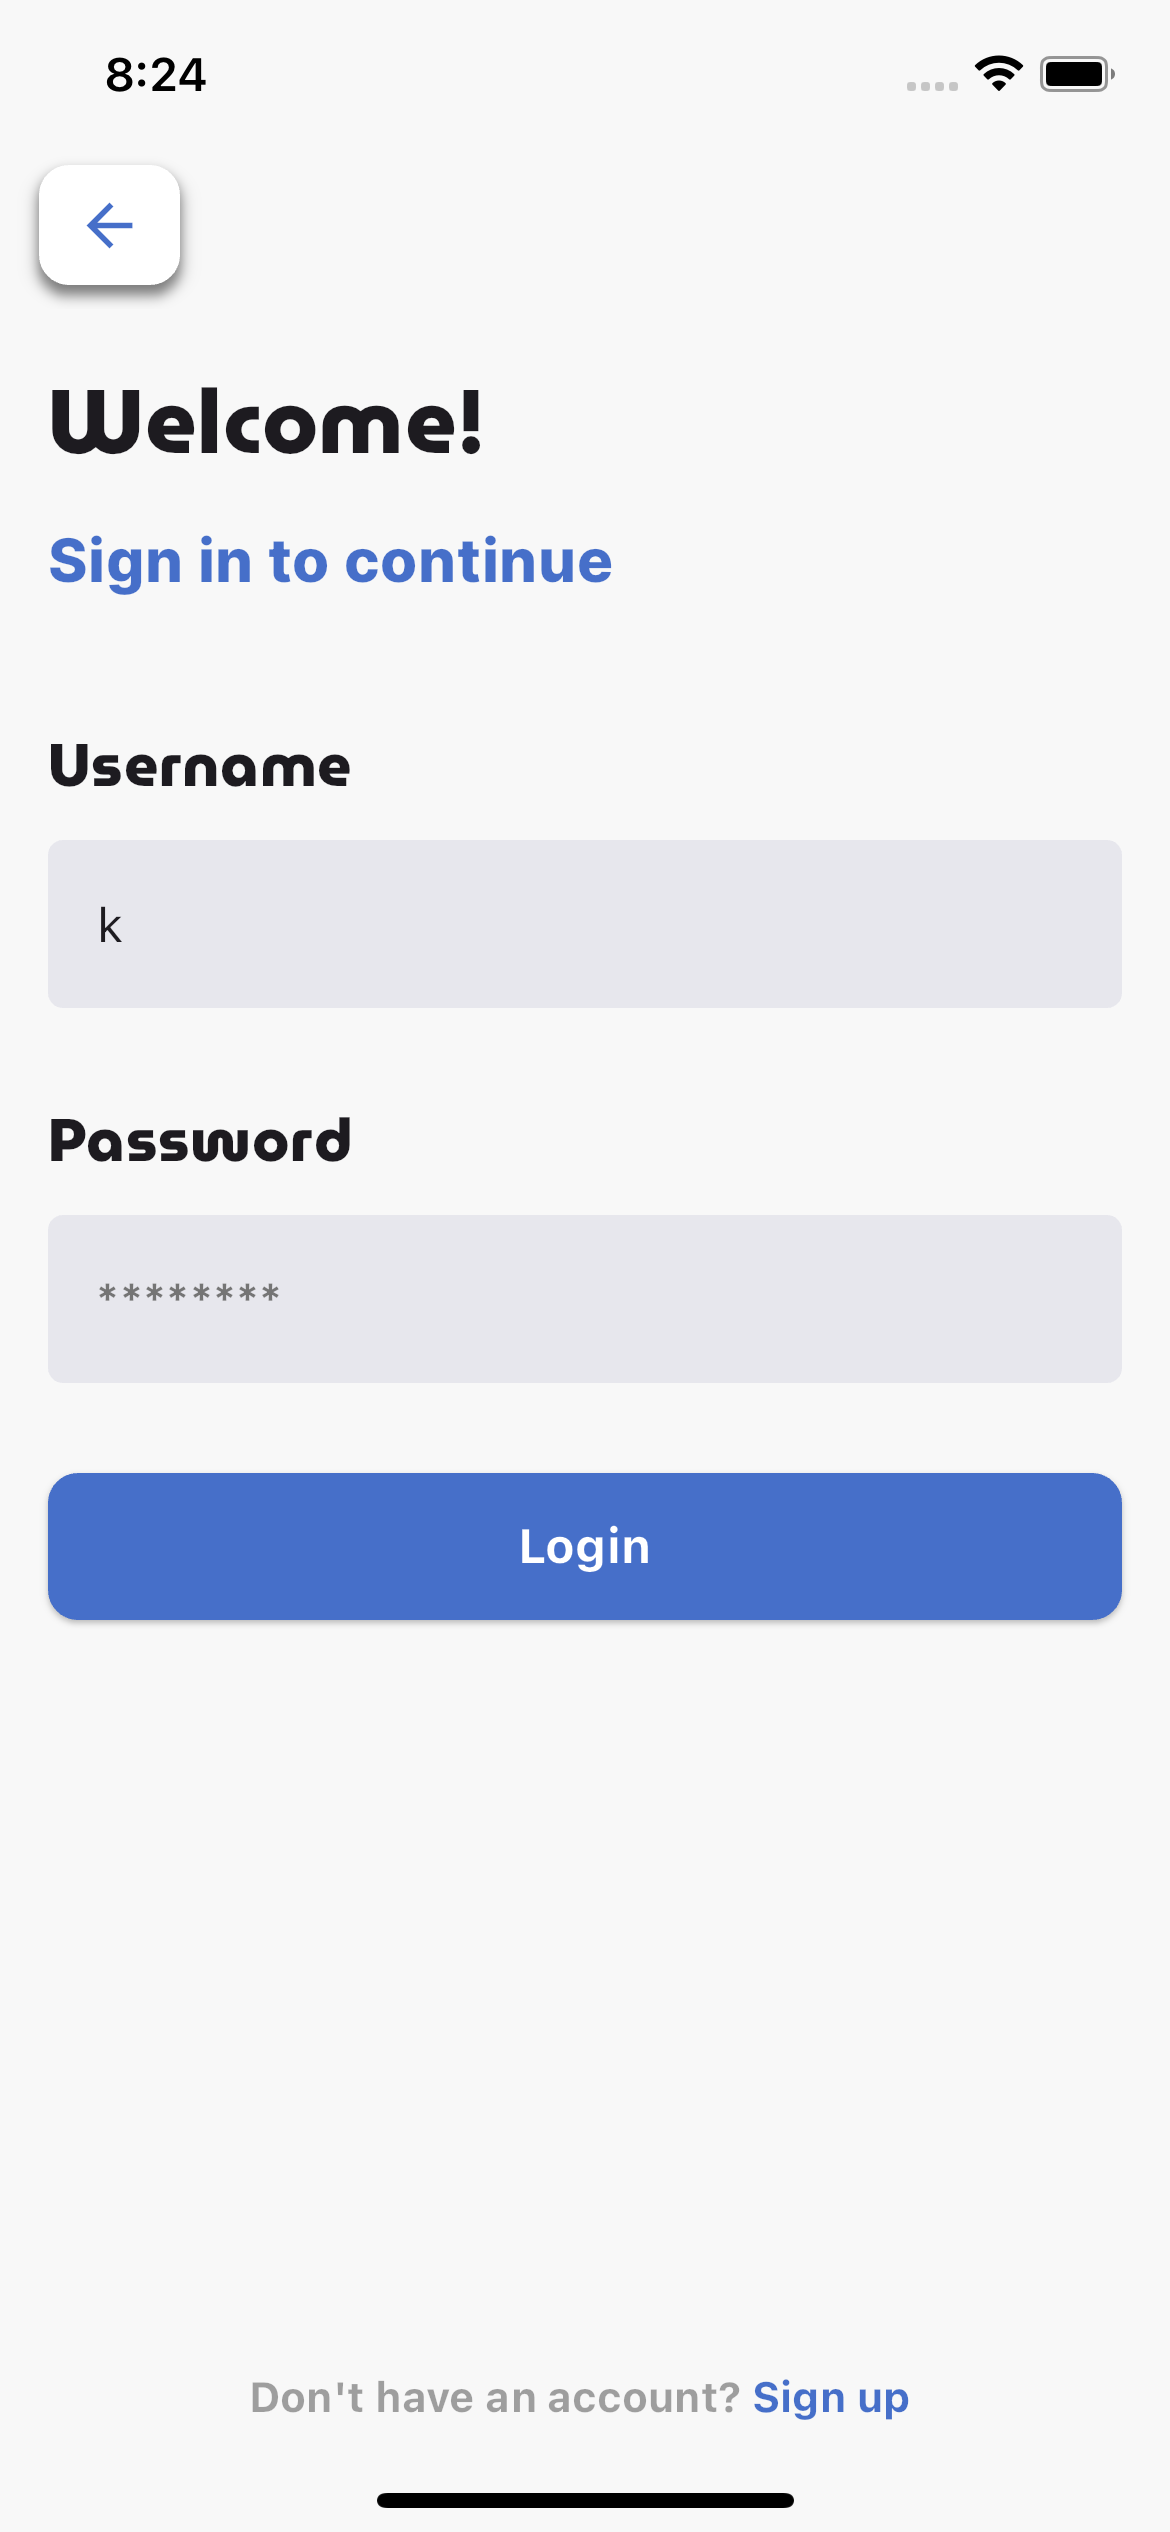 8:24
Welcome!
Sign in to continue
Username
k
Password
********
Login
Don't have an account? Sign up